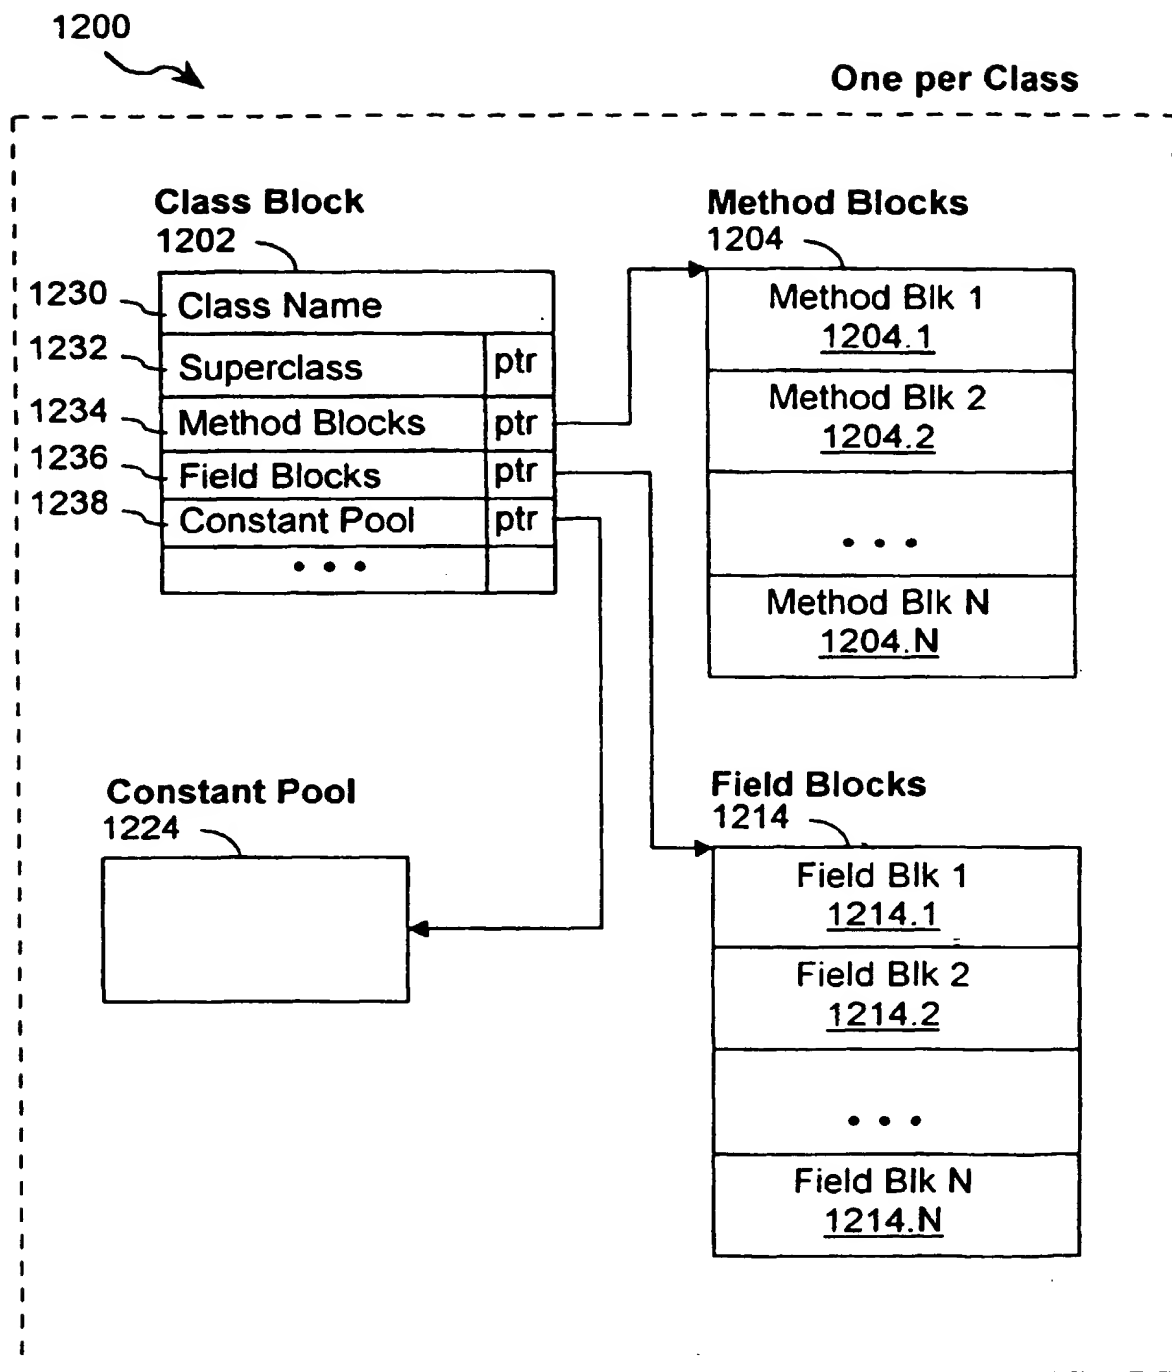 1200
One per Class
Class Block
1202
1230
Class Name
1232
Superclass ptr
1234
Method Blocks ptr
1236
Field Blocks ptr
1238
Constant Pool ptr
• • •
Method Blocks
1204
Method Blk 1
1204.1
Method Blk 2
1204.2
• • •
Method Blk N
1204.N
Constant Pool
1224
Field Blocks
1214
Field Blk 1
1214.1
Field Blk 2
1214.2
• • •
Field Blk N
1214.N